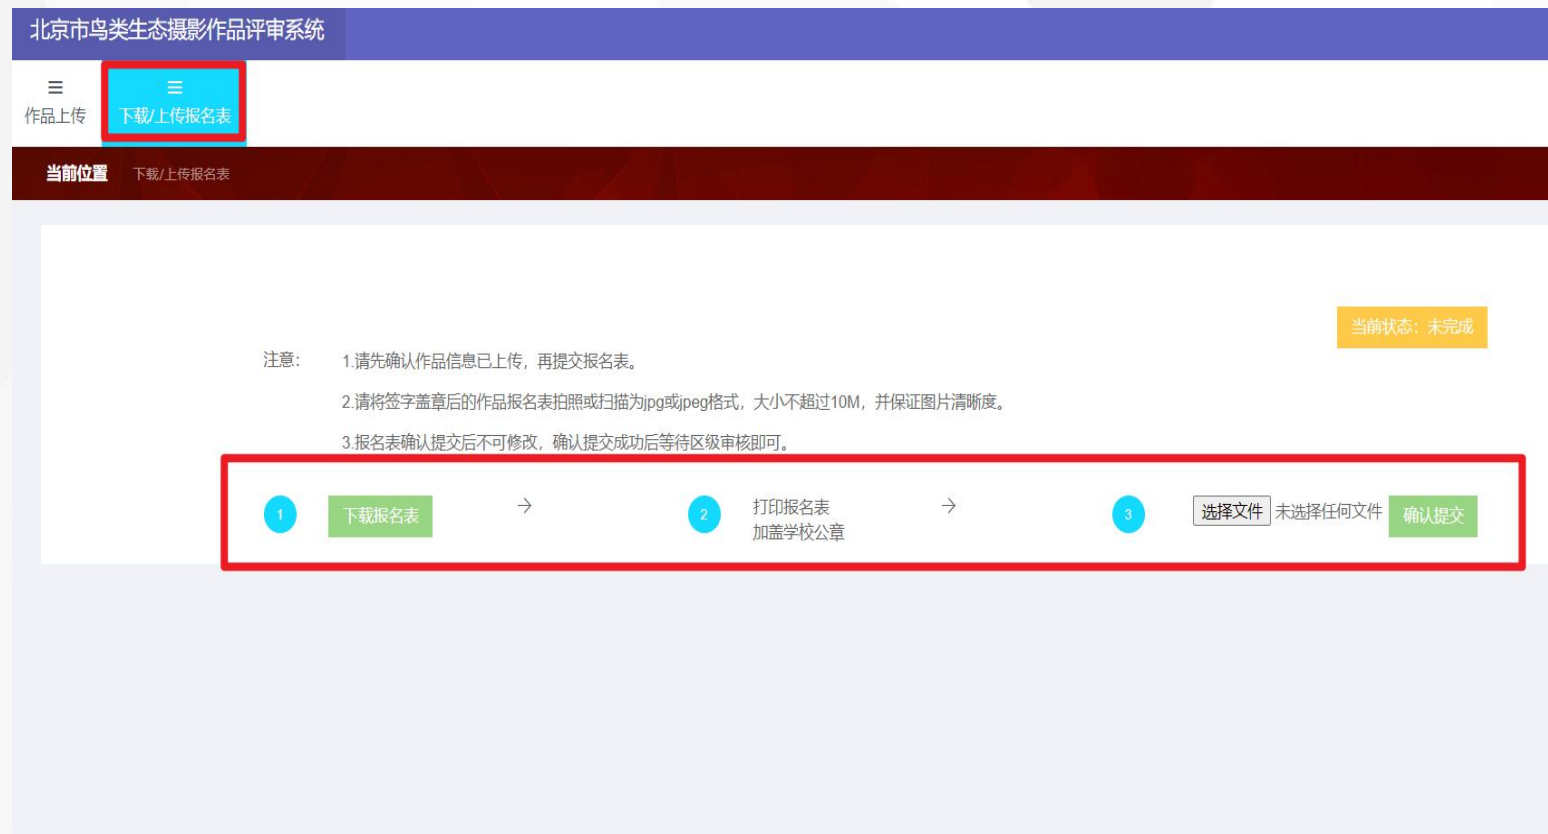 北京市鸟类生态摄影作品评审系统
作品上传
下载/上传报名表
当前位置 下载/上传报名表
当前状态：未完成
注意： 1.请先确认作品信息已上传，再提交报名表。
2.请将签字盖章后的作品报名表拍照或扫描为jpg或jpeg格式，大小不超过10M，并保证图片清晰度。
3.报名表确认提交后不可修改，确认提交成功后等待区级审核即可。
1 下载报名表 → 2 打印报名表 → 3 选择文件 未选择任何文件 确认提交
加盖学校公章